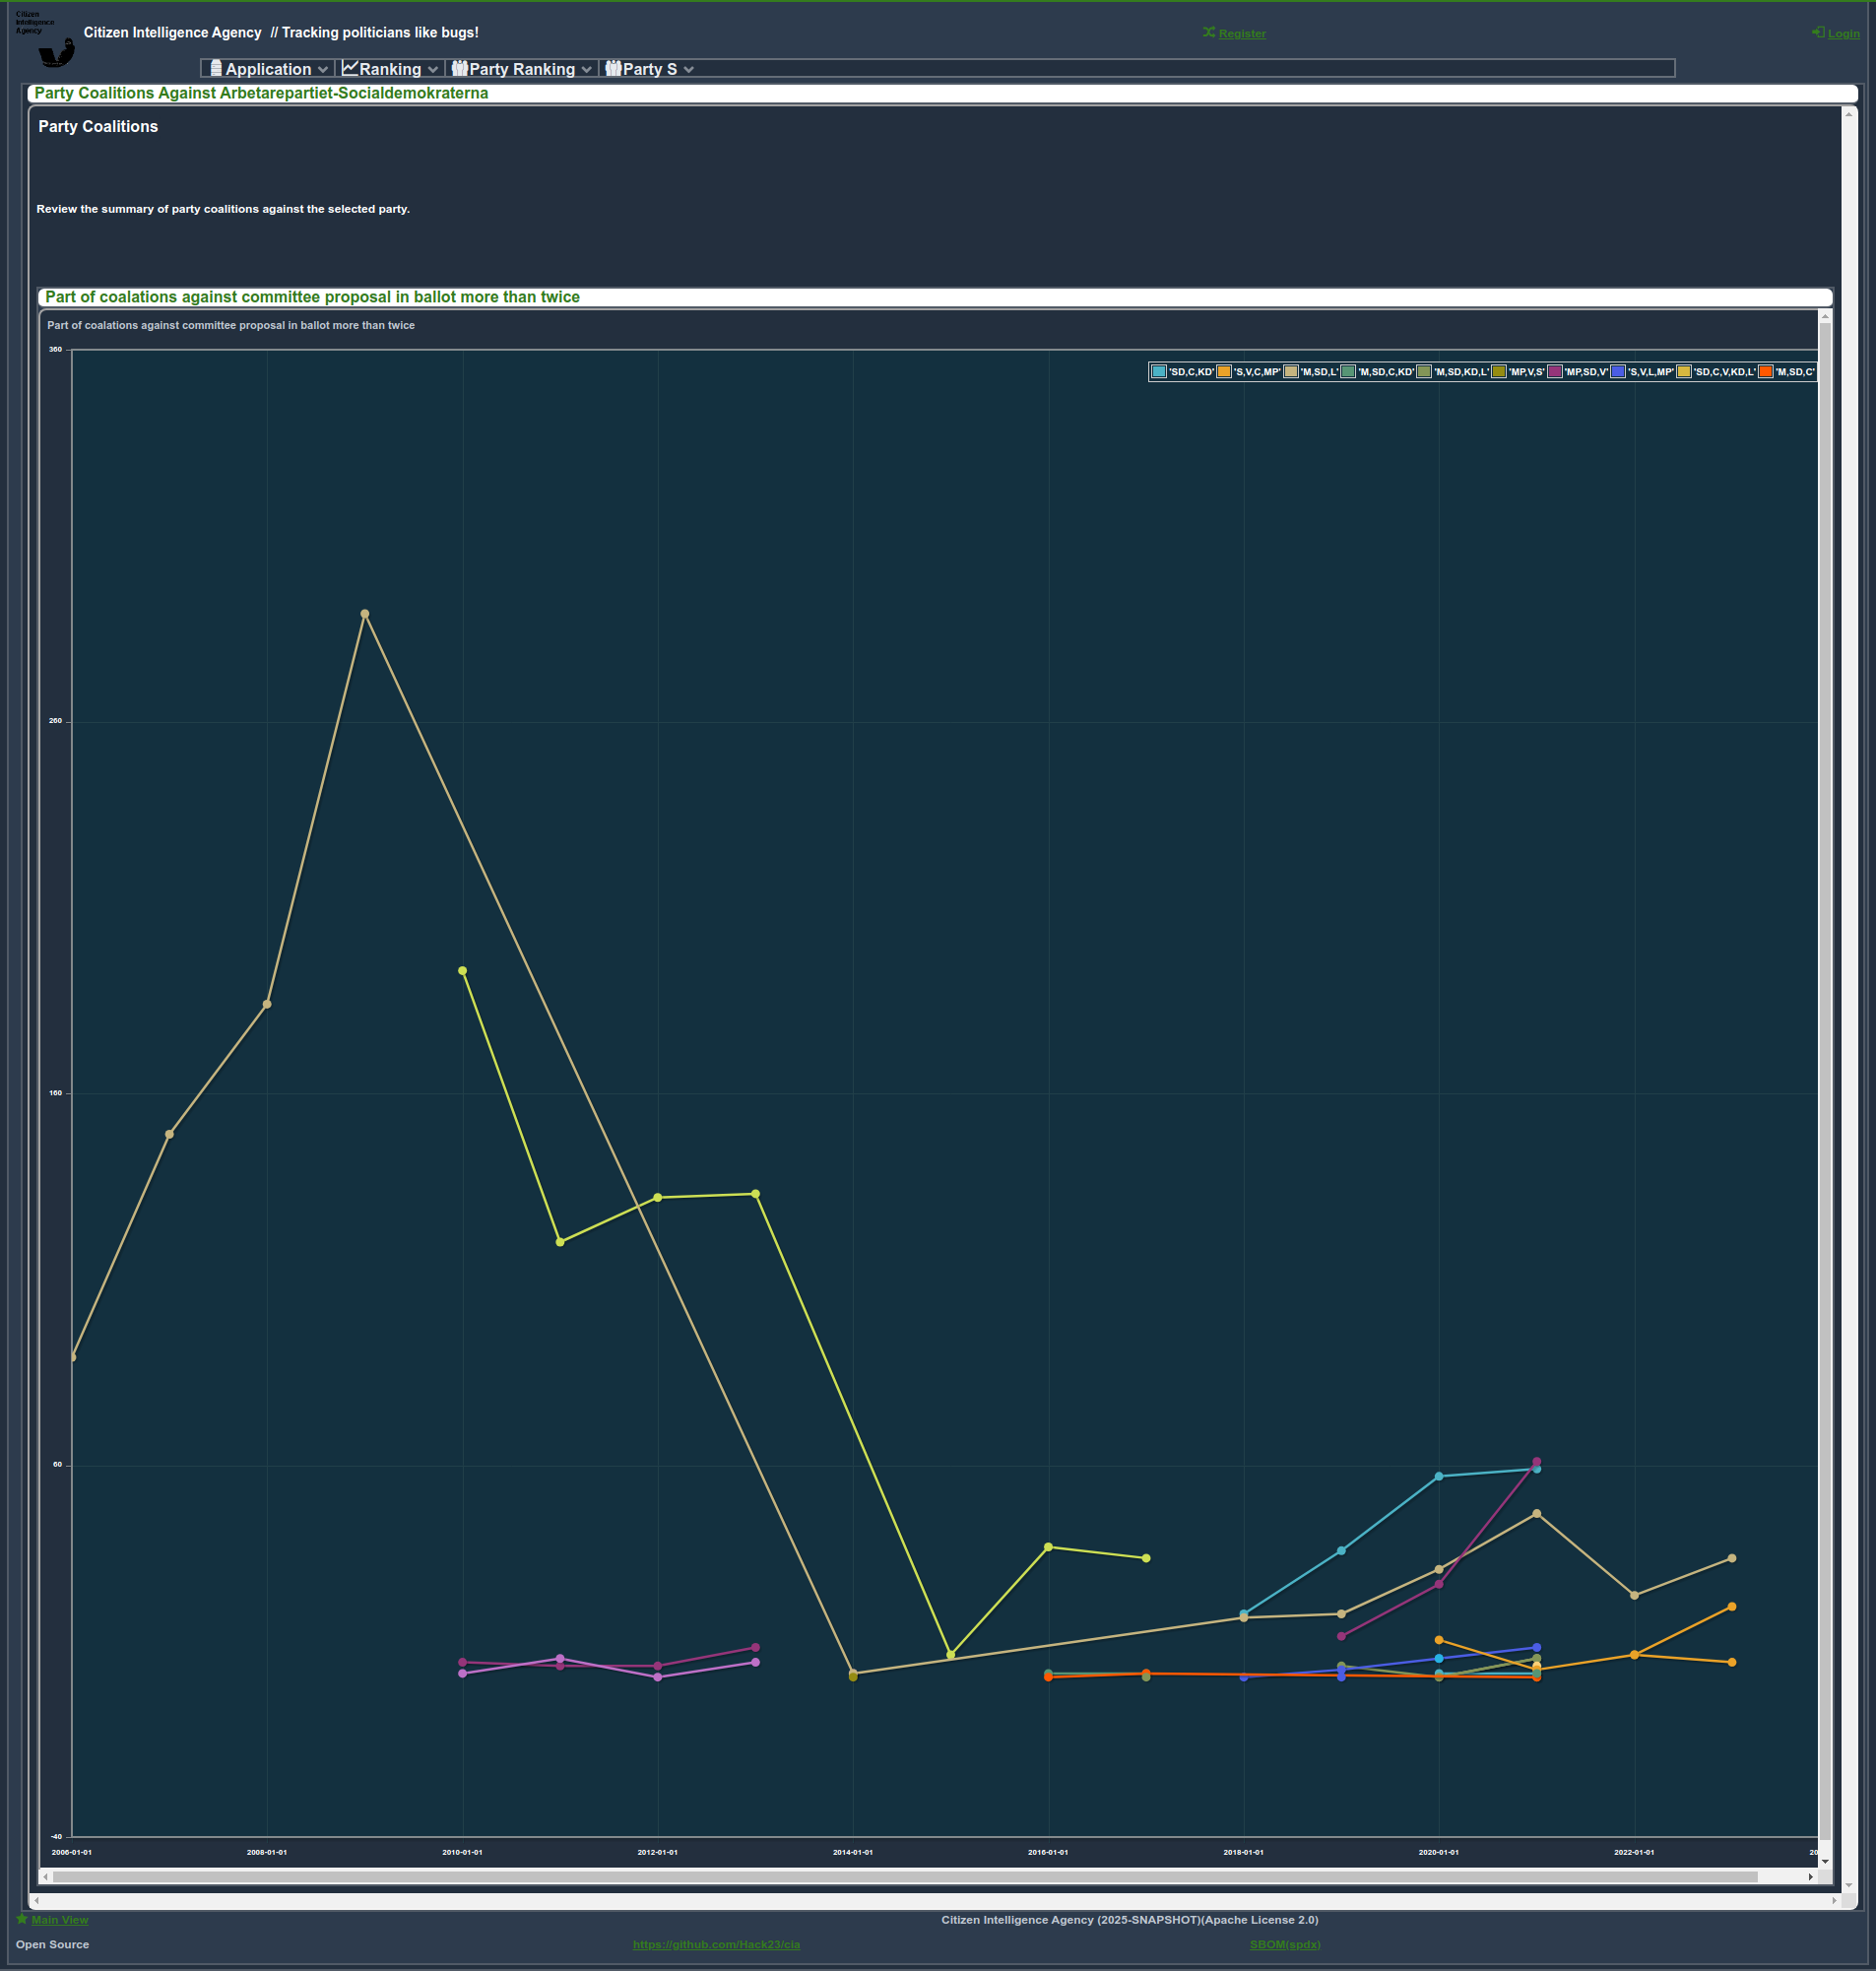 Citizen
Intelligence
Agency
Citizen Intelligence Agency // Tracking politicians like bugs!
Register
Login
Application
Ranking
Party Ranking
Party S
Party Coalitions Against Arbetarepartiet-Socialdemokraterna
Party Coalitions
Review the summary of party coalitions against the selected party.
Part of coalations against committee proposal in ballot more than twice
Part of coalations against committee proposal in ballot more than twice
360
'SD,C,KD' 'S,V,C,MP' 'M,SD,L' 'M,SD,C,KD' 'M,SD,KD,L' 'MP,V,S' 'MP,SD,V' 'S,V,L,MP' 'SD,C,V,KD,L' 'M,SD,C'
260
160
60
-40
2006-01-01 2008-01-01 2010-01-01 2012-01-01 2014-01-01 2016-01-01 2018-01-01 2020-01-01 2022-01-01 20
Main View
Citizen Intelligence Agency (2025-SNAPSHOT)(Apache License 2.0)
Open Source
https://github.com/Hack23/cia
SBOM(spdx)